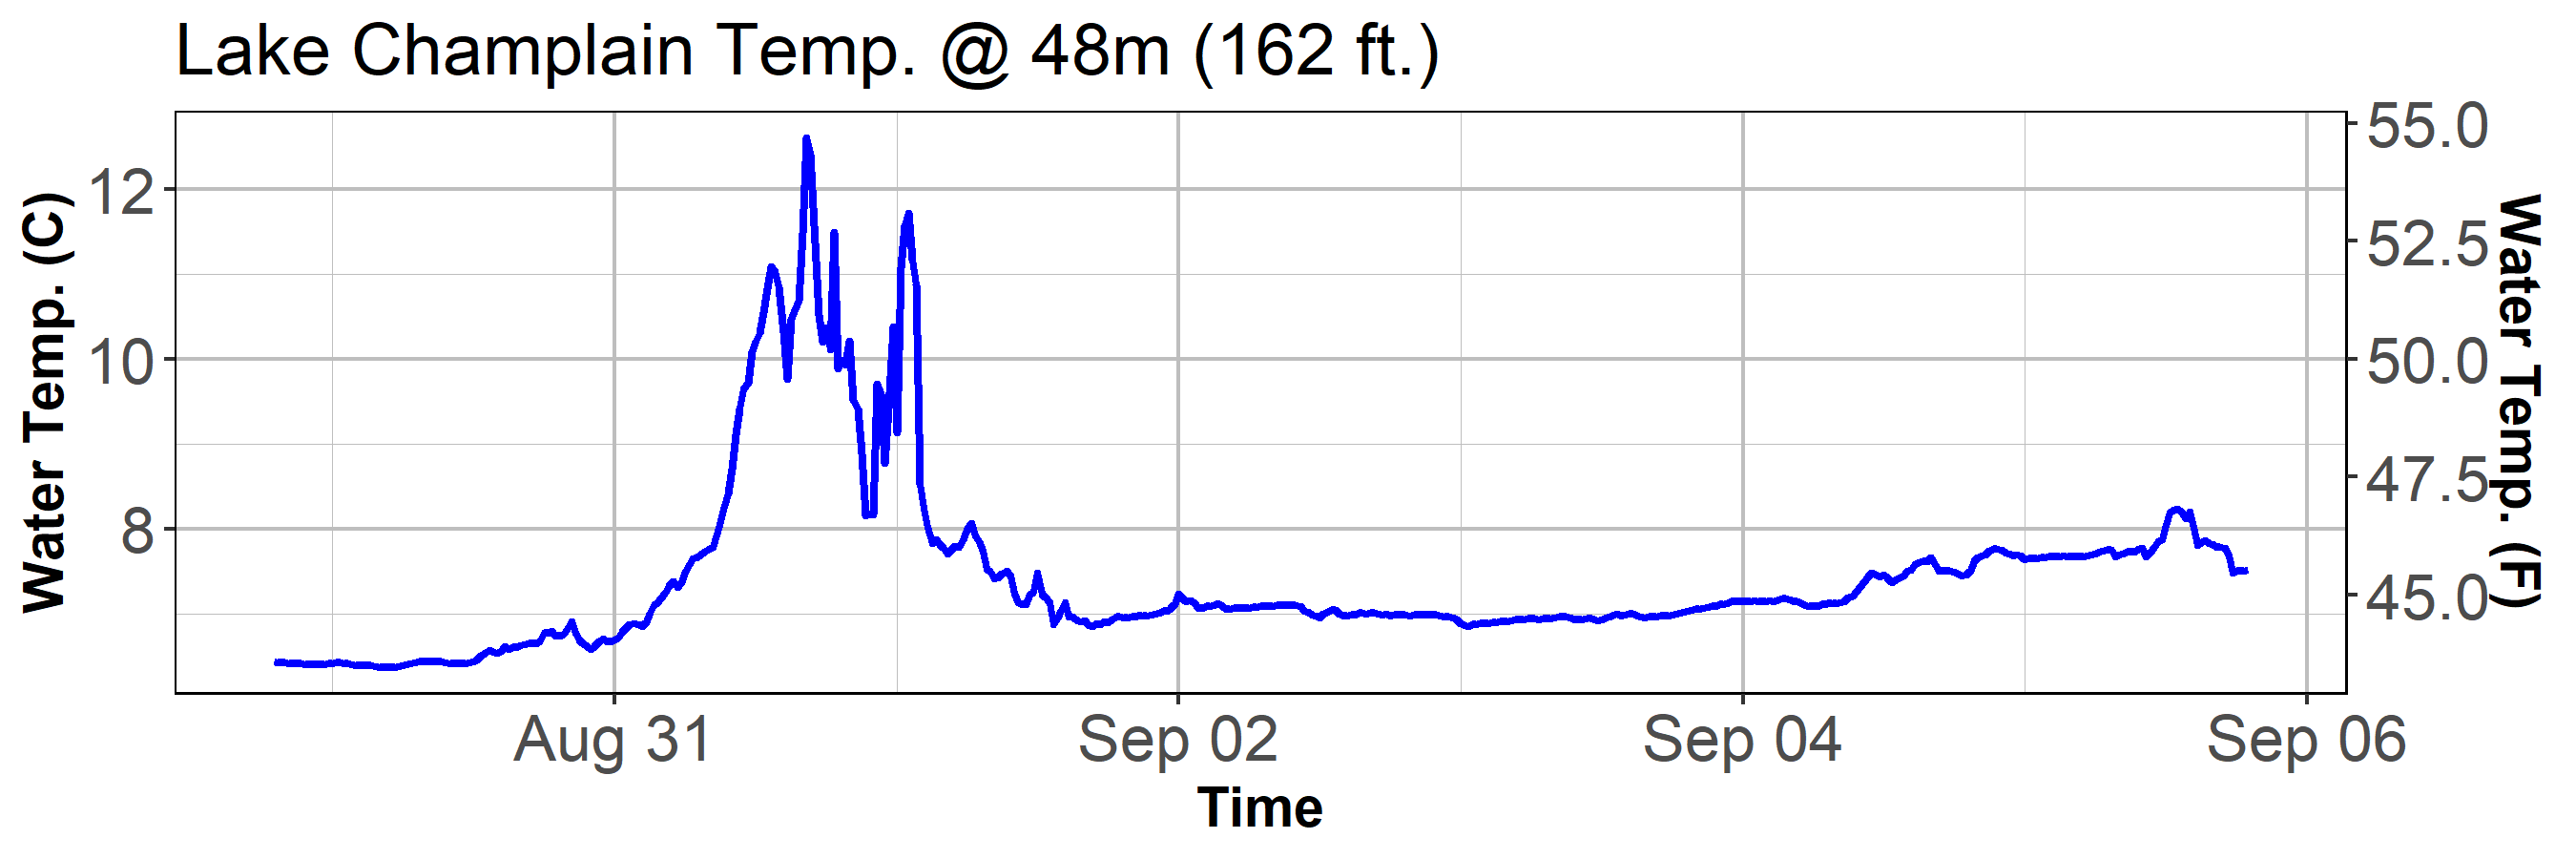 Lake Champlain Temp. @ 48m (162 ft.)
Water Temp. (C)
12
10
8
55.0
52.5
50.0
47.5
45.0
Water Temp. (F)
Aug 31
Sep 02
Sep 04
Sep 06
Time